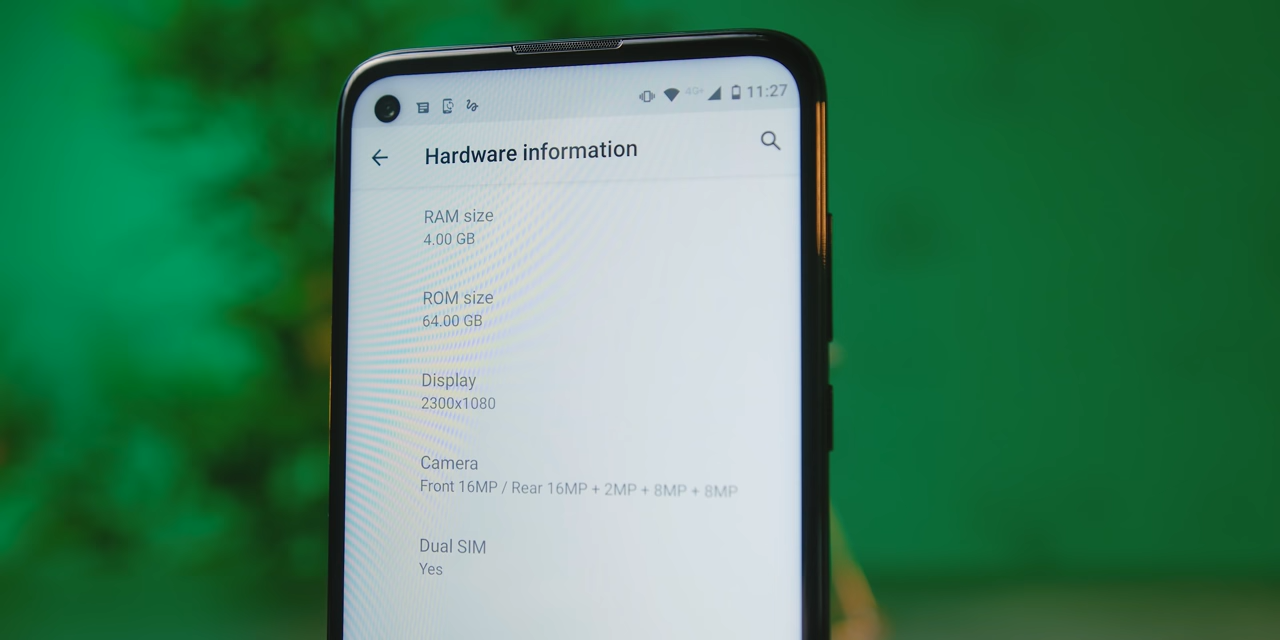 4G+ 11:27
Hardware information
RAM size
4.00 GB
ROM size
64.00 GB
Display
2300x1080
Camera
Front 16MP / Rear 16MP + 2MP + 8MP + 8MP
Dual SIM
Yes